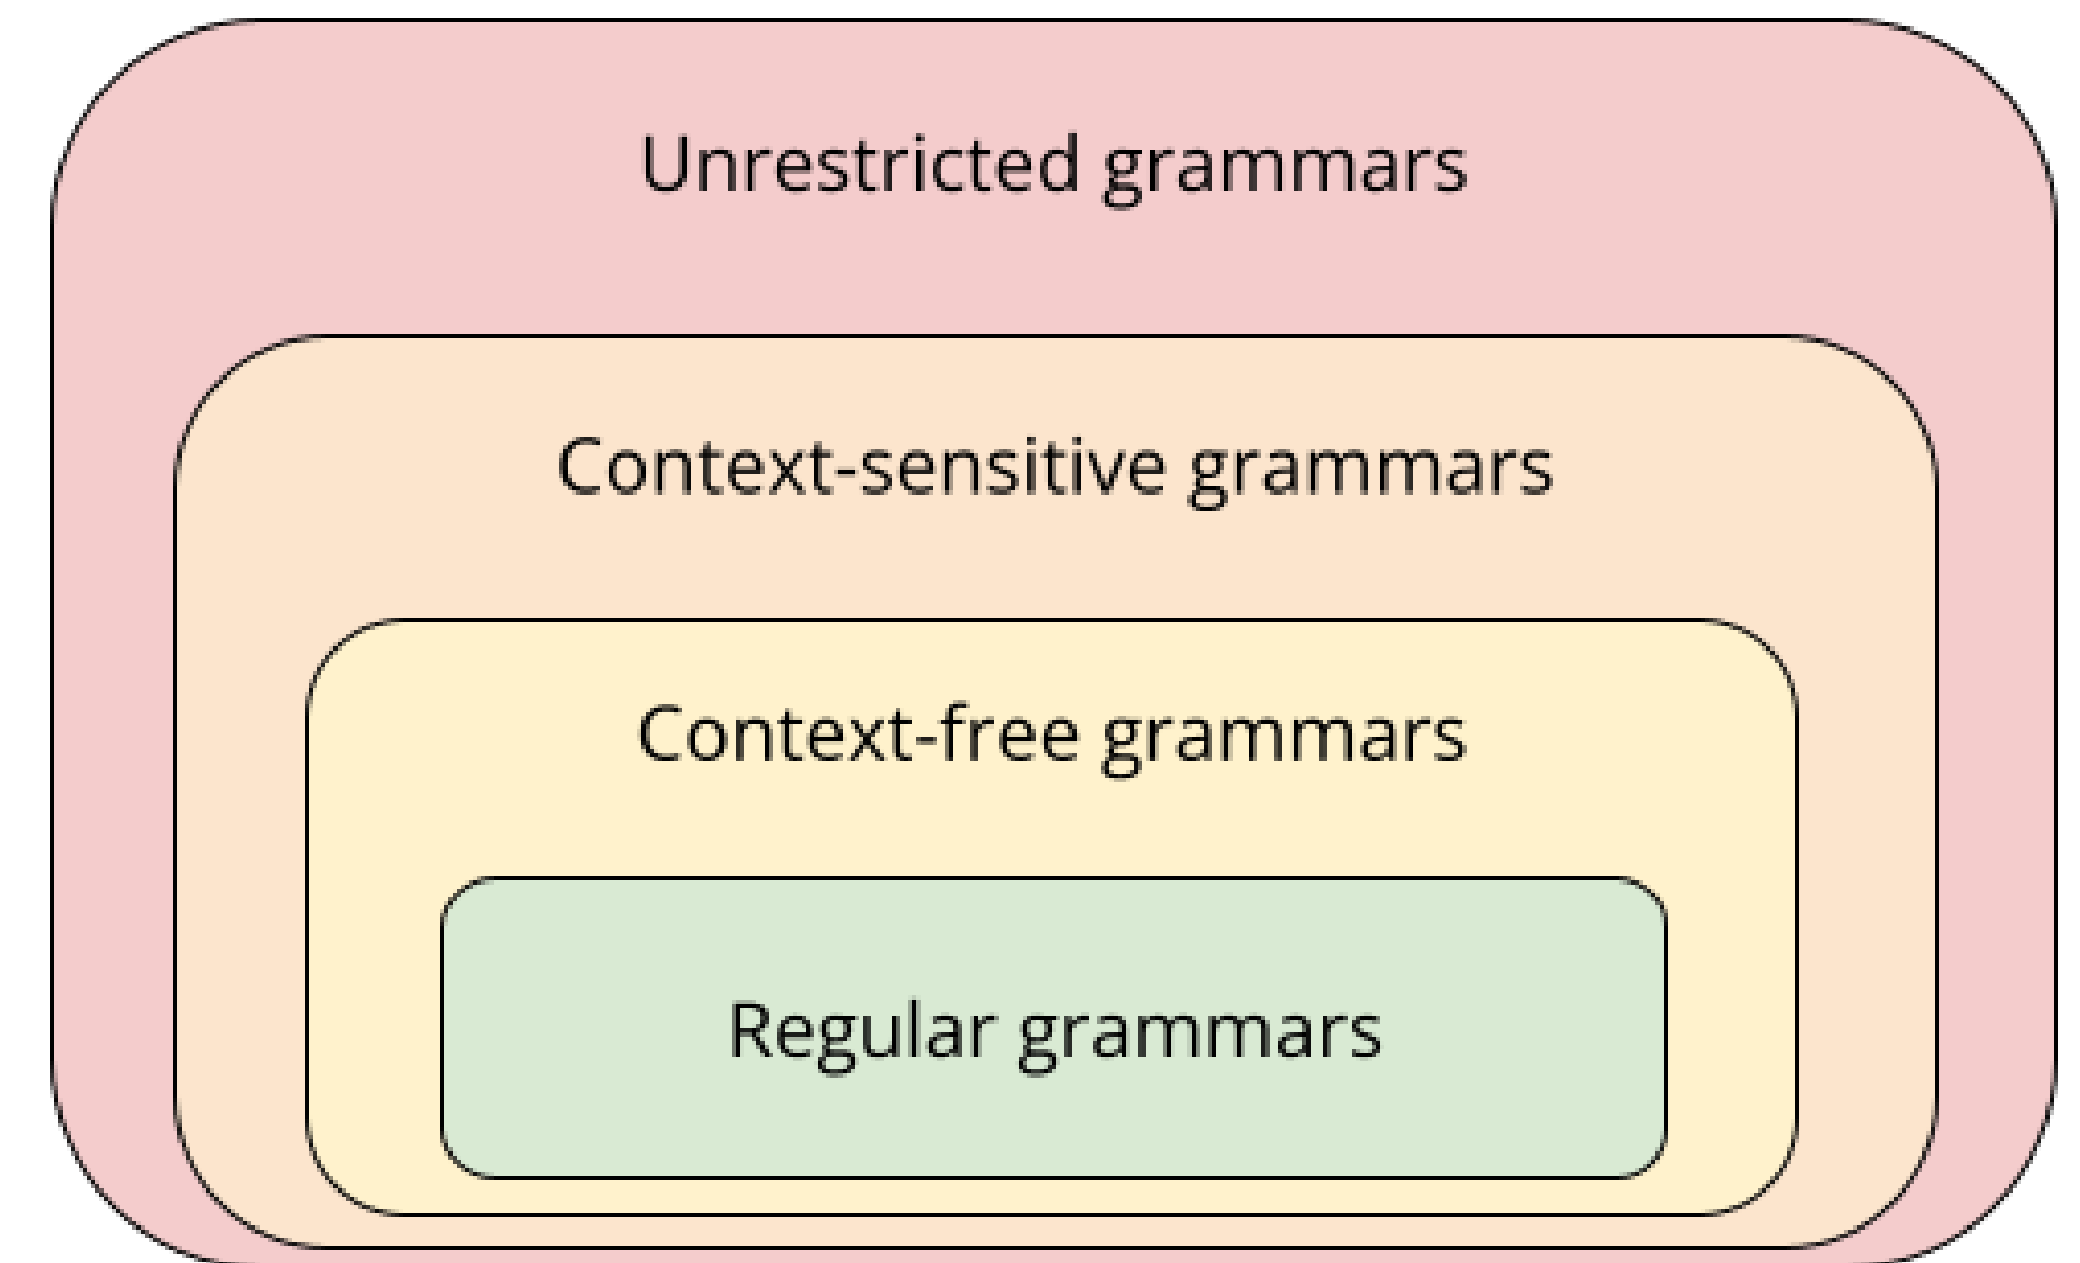 Unrestricted grammars
Context-sensitive grammars
Context-free grammars
Regular grammars